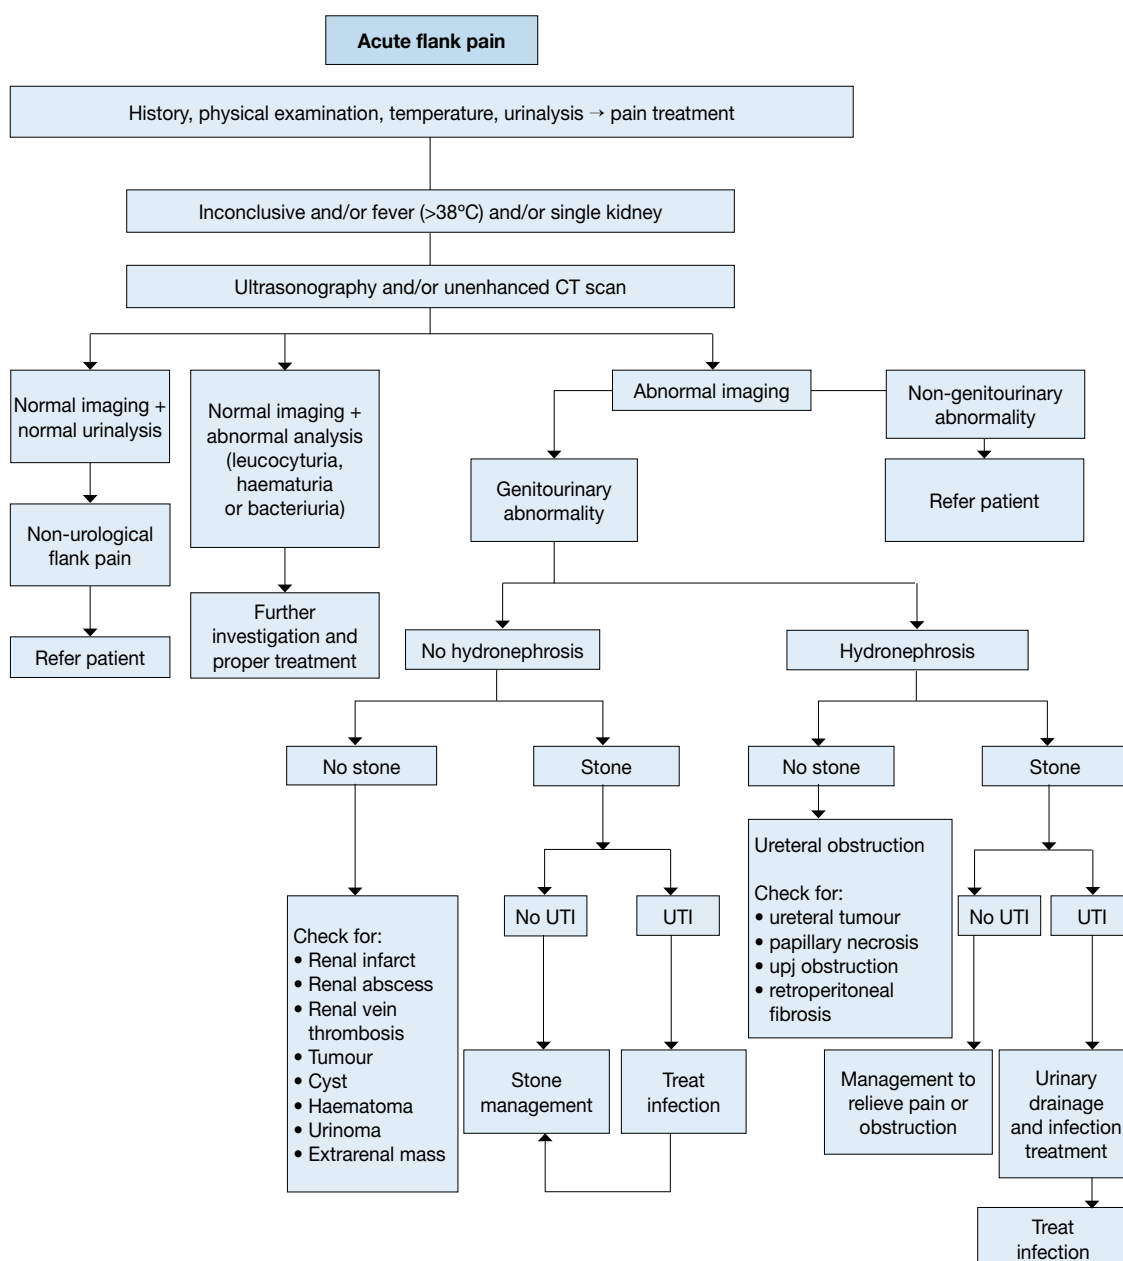 Acute flank pain
History, physical examination, temperature, urinalysis → pain treatment
Inconclusive and/or fever (>38ºC) and/or single kidney
Ultrasonography and/or unenhanced CT scan
Normal imaging +
normal urinalysis
Non-urological
flank pain
Refer patient
Normal imaging +
abnormal analysis
(leucocyturia,
haematuria
or bacteriuria)
Further
investigation and
proper treatment
Abnormal imaging
Non-genitourinary
abnormality
Refer patient
Genitourinary
abnormality
No hydronephrosis
Hydronephrosis
No stone
Stone
No stone
Stone
Check for:
• Renal infarct
• Renal abscess
• Renal vein
thrombosis
• Tumour
• Cyst
• Haematoma
• Urinoma
• Extrarenal mass
No UTI
UTI
Stone
management
Treat
infection
Ureteral obstruction
Check for:
• ureteral tumour
• papillary necrosis
• upj obstruction
• retroperitoneal
fibrosis
No UTI
UTI
Management to
relieve pain or
obstruction
Urinary
drainage
and infection
treatment
Treat
infection